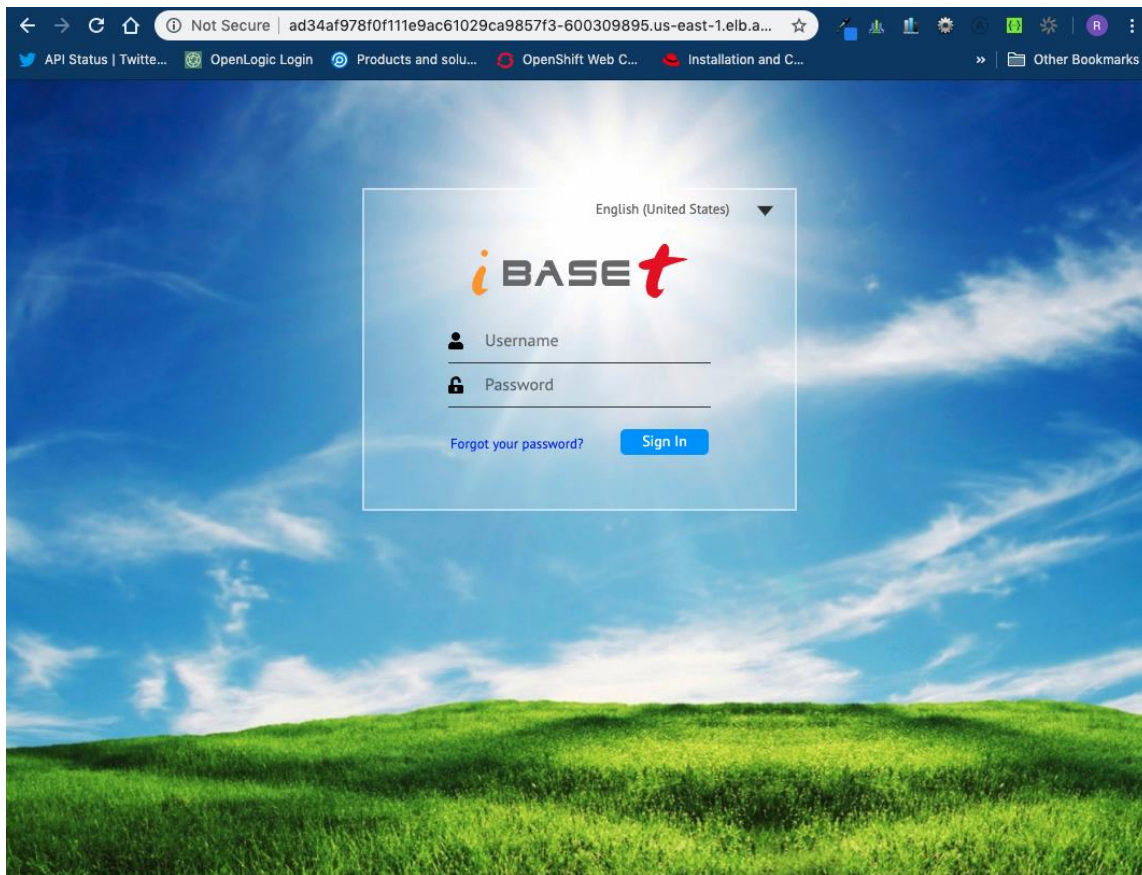 Not Secure | ad34af978f0f111e9ac61029ca9857f3-600309895.us-east-1.elb.a...
R
API Status | Twitte... OpenLogic Login Products and solu... OpenShift Web C... Installation and C... » Other Bookmarks
English (United States)
iBASEt
Username
Password
Forgot your password? Sign In